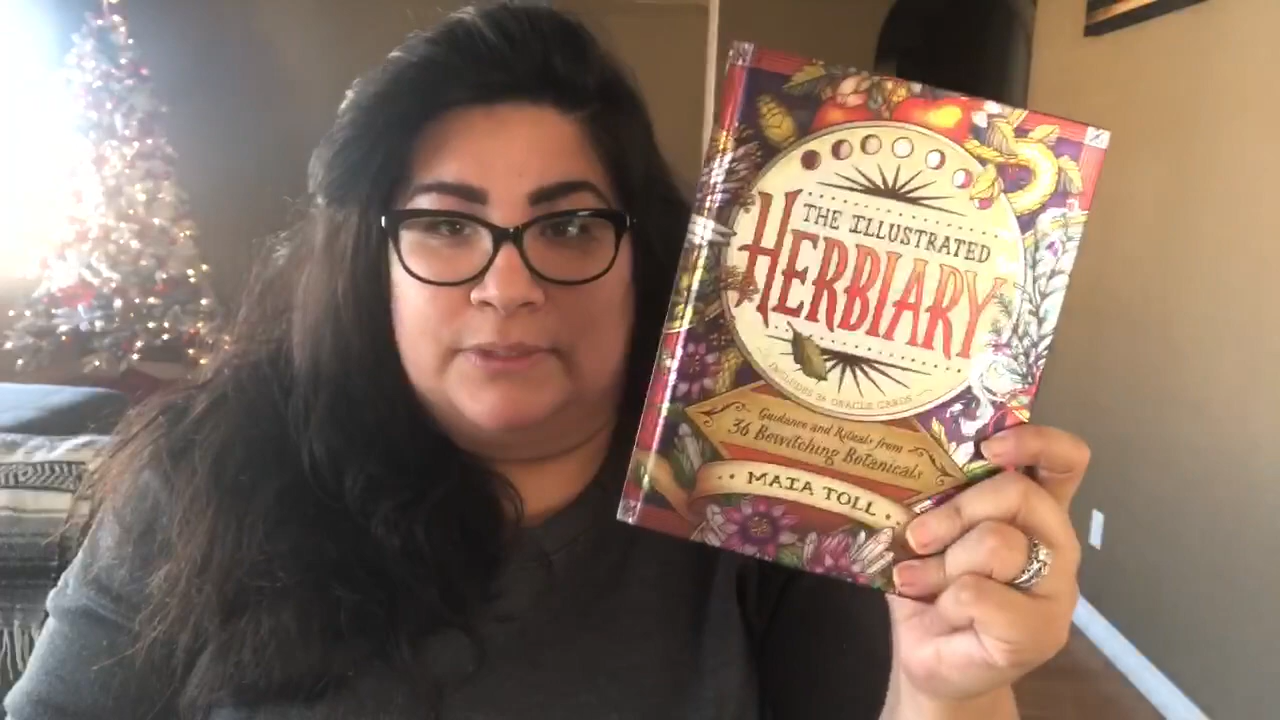 THE ILLUSTRATED
HERBIARY
INCLUDES 36 ORACLE CARDS
Guidance and Rituals from
36 Bewitching Botanicals
MAIA TOLL